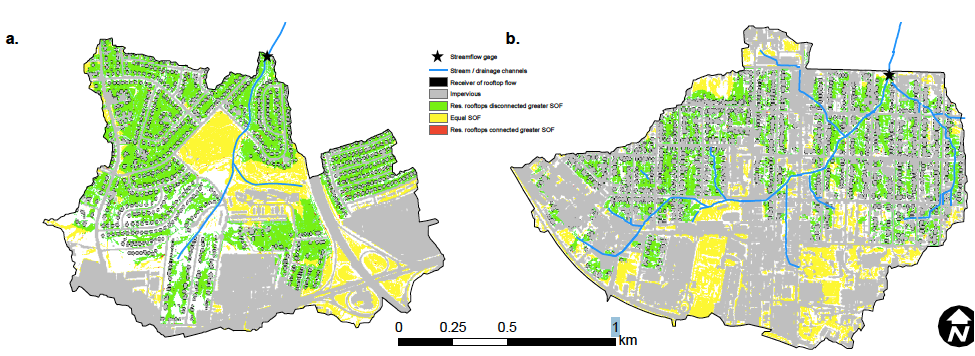 a.
b.
Streamflow gage
Stream / drainage channels
Receiver of rooftop flow
Impervious
Res. rooftops disconnected greater SOF
Equal SOF
Res. rooftops connected greater SOF
0 0.25 0.5 1
km
N